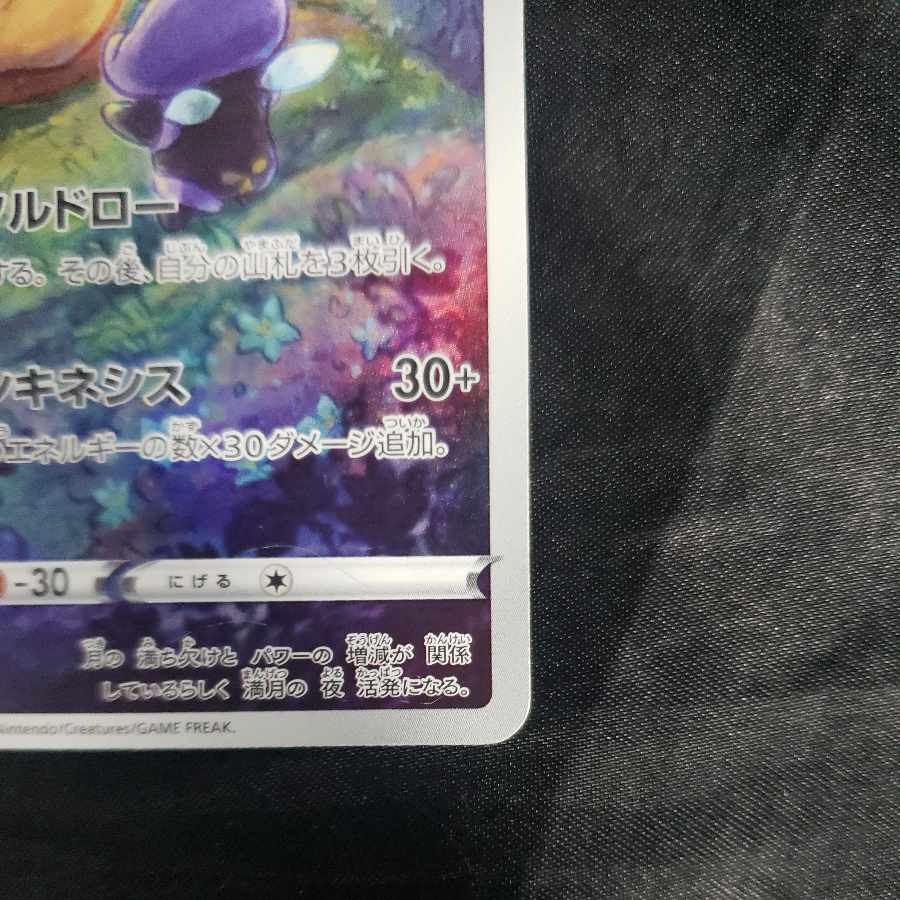 ルドロー
する。その後、自分の山札を3枚引く。
ンキネシス 30+
エネルギーの数×30ダメージ追加。
-30 にげる
月の 満ち欠けと パワーの 増減が 関係
しているらしく 満月の 夜 活発になる。
Nintendo/Creatures/GAME FREAK.